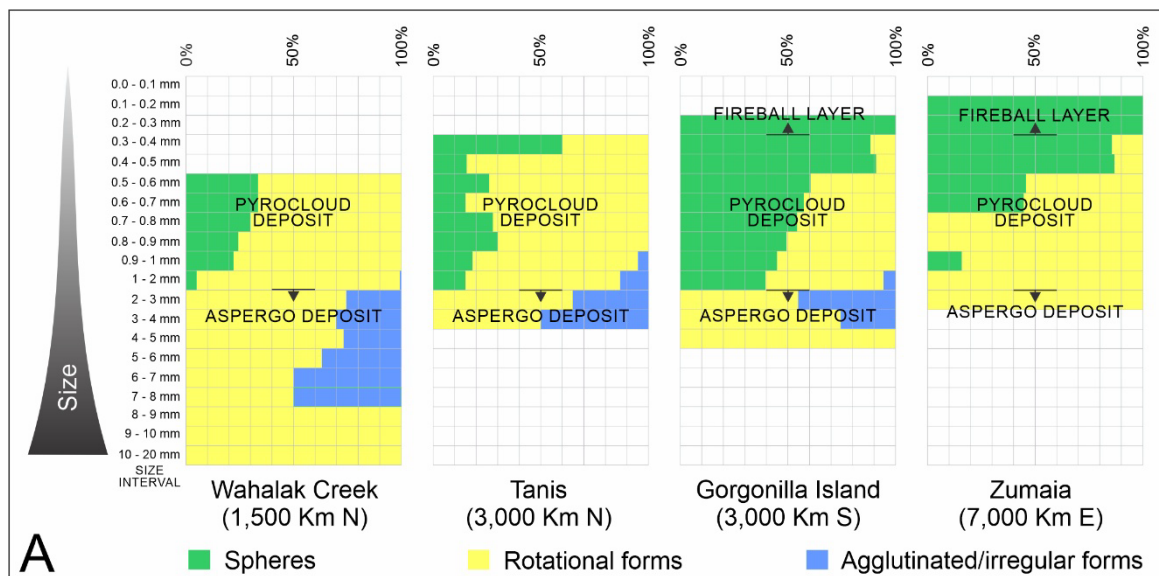 0% 50% 100% 0% 50% 100% 0% 50% 100% 0% 50% 100%
0.0 - 0.1 mm
0.1 - 0.2 mm
0.2 - 0.3 mm
0.3 - 0.4 mm
0.4 - 0.5 mm
0.5 - 0.6 mm
0.6 - 0.7 mm
0.7 - 0.8 mm
0.8 - 0.9 mm
0.9 - 1 mm
1 - 2 mm
2 - 3 mm
3 - 4 mm
4 - 5 mm
5 - 6 mm
6 - 7 mm
7 - 8 mm
8 - 9 mm
9 - 10 mm
10 - 20 mm
SIZE
INTERVAL
Size
PYROCLOUD
DEPOSIT
ASPERGO DEPOSIT
Wahalak Creek
(1,500 Km N)
PYROCLOUD
DEPOSIT
ASPERGO DEPOSIT
Tanis
(3,000 Km N)
FIREBALL LAYER
PYROCLOUD
DEPOSIT
ASPERGO DEPOSIT
Gorgonilla Island
(3,000 Km S)
FIREBALL LAYER
PYROCLOUD
DEPOSIT
ASPERGO DEPOSIT
Zumaia
(7,000 Km E)
A
Spheres
Rotational forms
Agglutinated/irregular forms